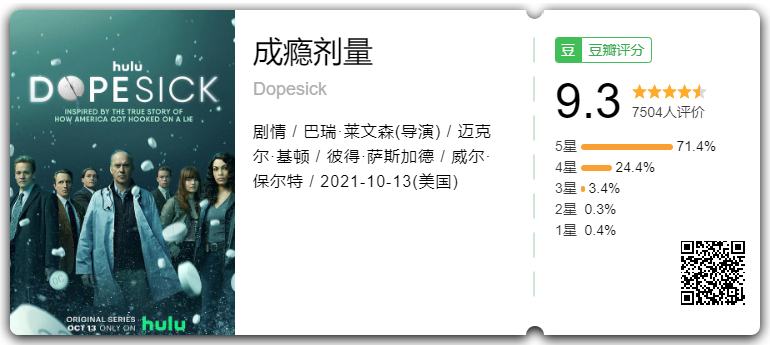 hulu
DOPESICK
INSPIRED BY THE TRUE STORY OF
HOW AMERICA GOT HOOKED ON A LIE
ORIGINAL SERIES
OCT 13 ONLY ON hulu
成瘾剂量
Dopesick
剧情 / 巴瑞·莱文森(导演) / 迈克
尔·基顿 / 彼得·萨斯加德 / 威尔·
保尔特 / 2021-10-13(美国)
豆 豆瓣评分
9.3
7504人评价
5星 71.4%
4星 24.4%
3星 3.4%
2星 0.3%
1星 0.4%